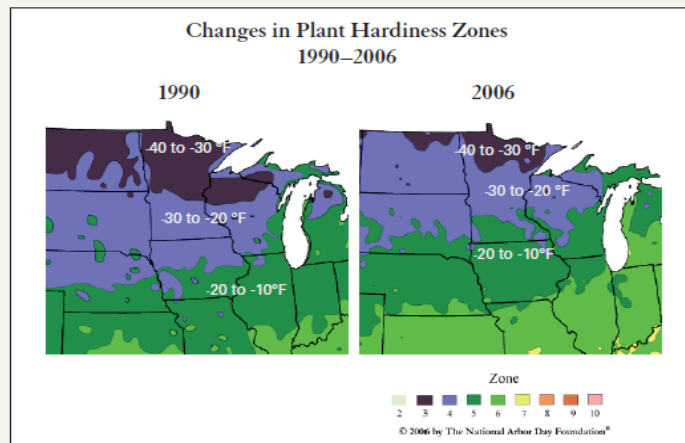 Changes in Plant Hardiness Zones
1990–2006
1990
2006
-40 to -30 °F
-30 to -20 °F
-20 to -10°F
-40 to -30 °F
-30 to -20 °F
-20 to -10°F
Zone
2 3 4 5 6 7 8 9 10
© 2006 by The National Arbor Day Foundation®